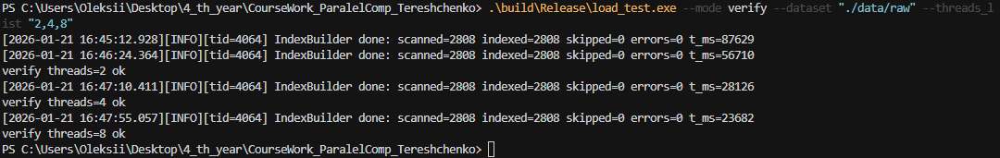 PS C:\Users\Oleksii\Desktop\4_th_year\CourseWork_ParalelComp_Tereshchenko> .\build\Release\load_test.exe --mode verify --dataset "./data/raw" --threads_l
ist "2,4,8"
[2026-01-21 16:45:12.928][INFO][tid=4064] IndexBuilder done: scanned=2808 indexed=2808 skipped=0 errors=0 t_ms=87629
[2026-01-21 16:46:24.364][INFO][tid=4064] IndexBuilder done: scanned=2808 indexed=2808 skipped=0 errors=0 t_ms=56710
verify threads=2 ok
[2026-01-21 16:47:10.411][INFO][tid=4064] IndexBuilder done: scanned=2808 indexed=2808 skipped=0 errors=0 t_ms=28126
verify threads=4 ok
[2026-01-21 16:47:55.057][INFO][tid=4064] IndexBuilder done: scanned=2808 indexed=2808 skipped=0 errors=0 t_ms=23682
verify threads=8 ok
PS C:\Users\Oleksii\Desktop\4_th_year\CourseWork_ParalelComp_Tereshchenko>